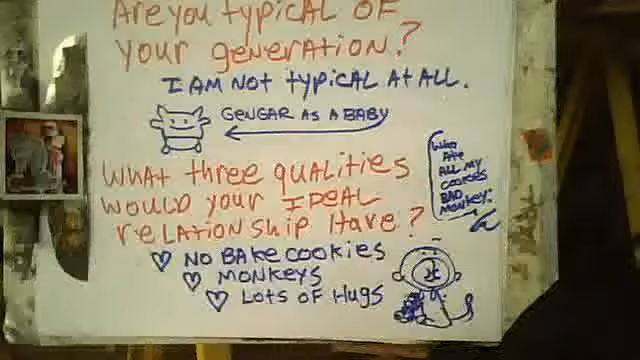 Are you typical of
your generation?
I AM NOT typical At ALL.
GENGAR AS A BABY
What three qualities
would your IDEAL
relationship Have?
NO BAKE COOKIES
MONKEYS
LOTS OF HUGS
Who
Ate
ALL MY
COOKIES
BAD
MONKEY.